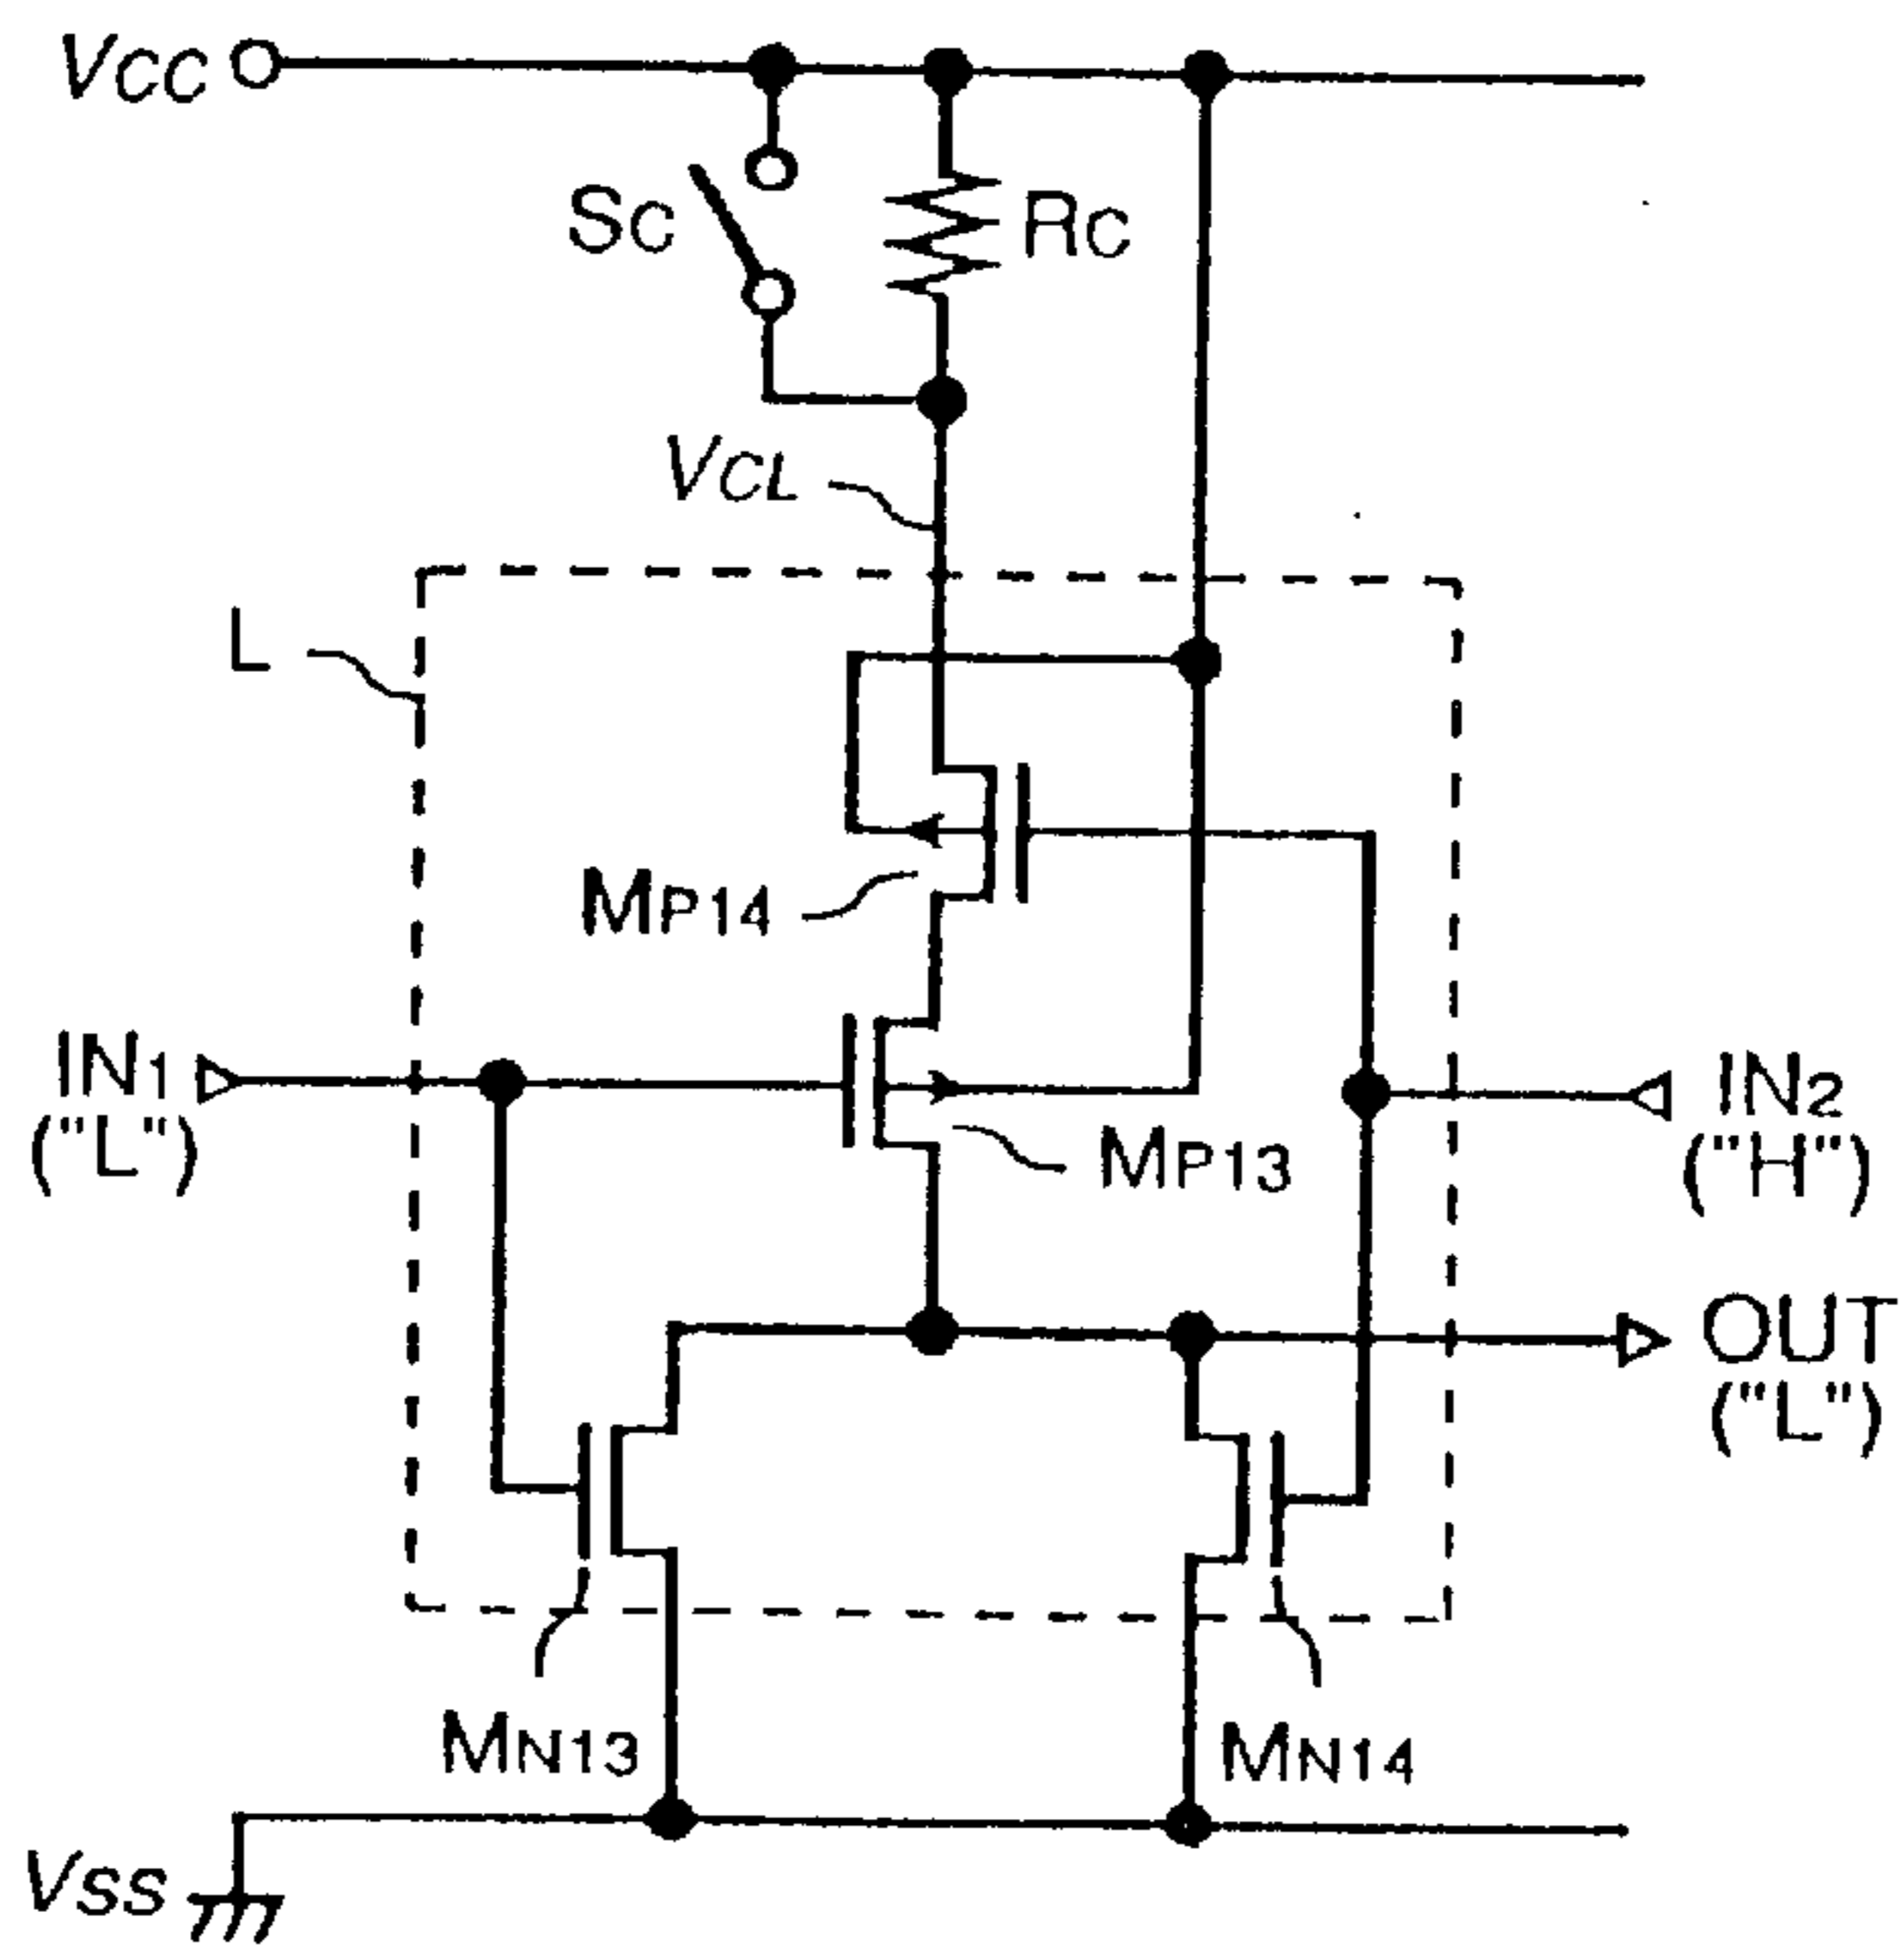 VCC
SC
RC
VCL
L
MP14
IN1
("L")
IN2
("H")
MP13
OUT
("L")
MN13
MN14
VSS